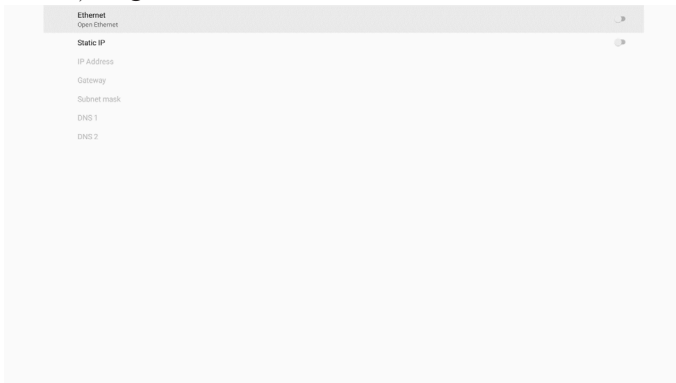 Ethernet
Open Ethernet
Static IP
IP Address
Gateway
Subnet mask
DNS 1
DNS 2